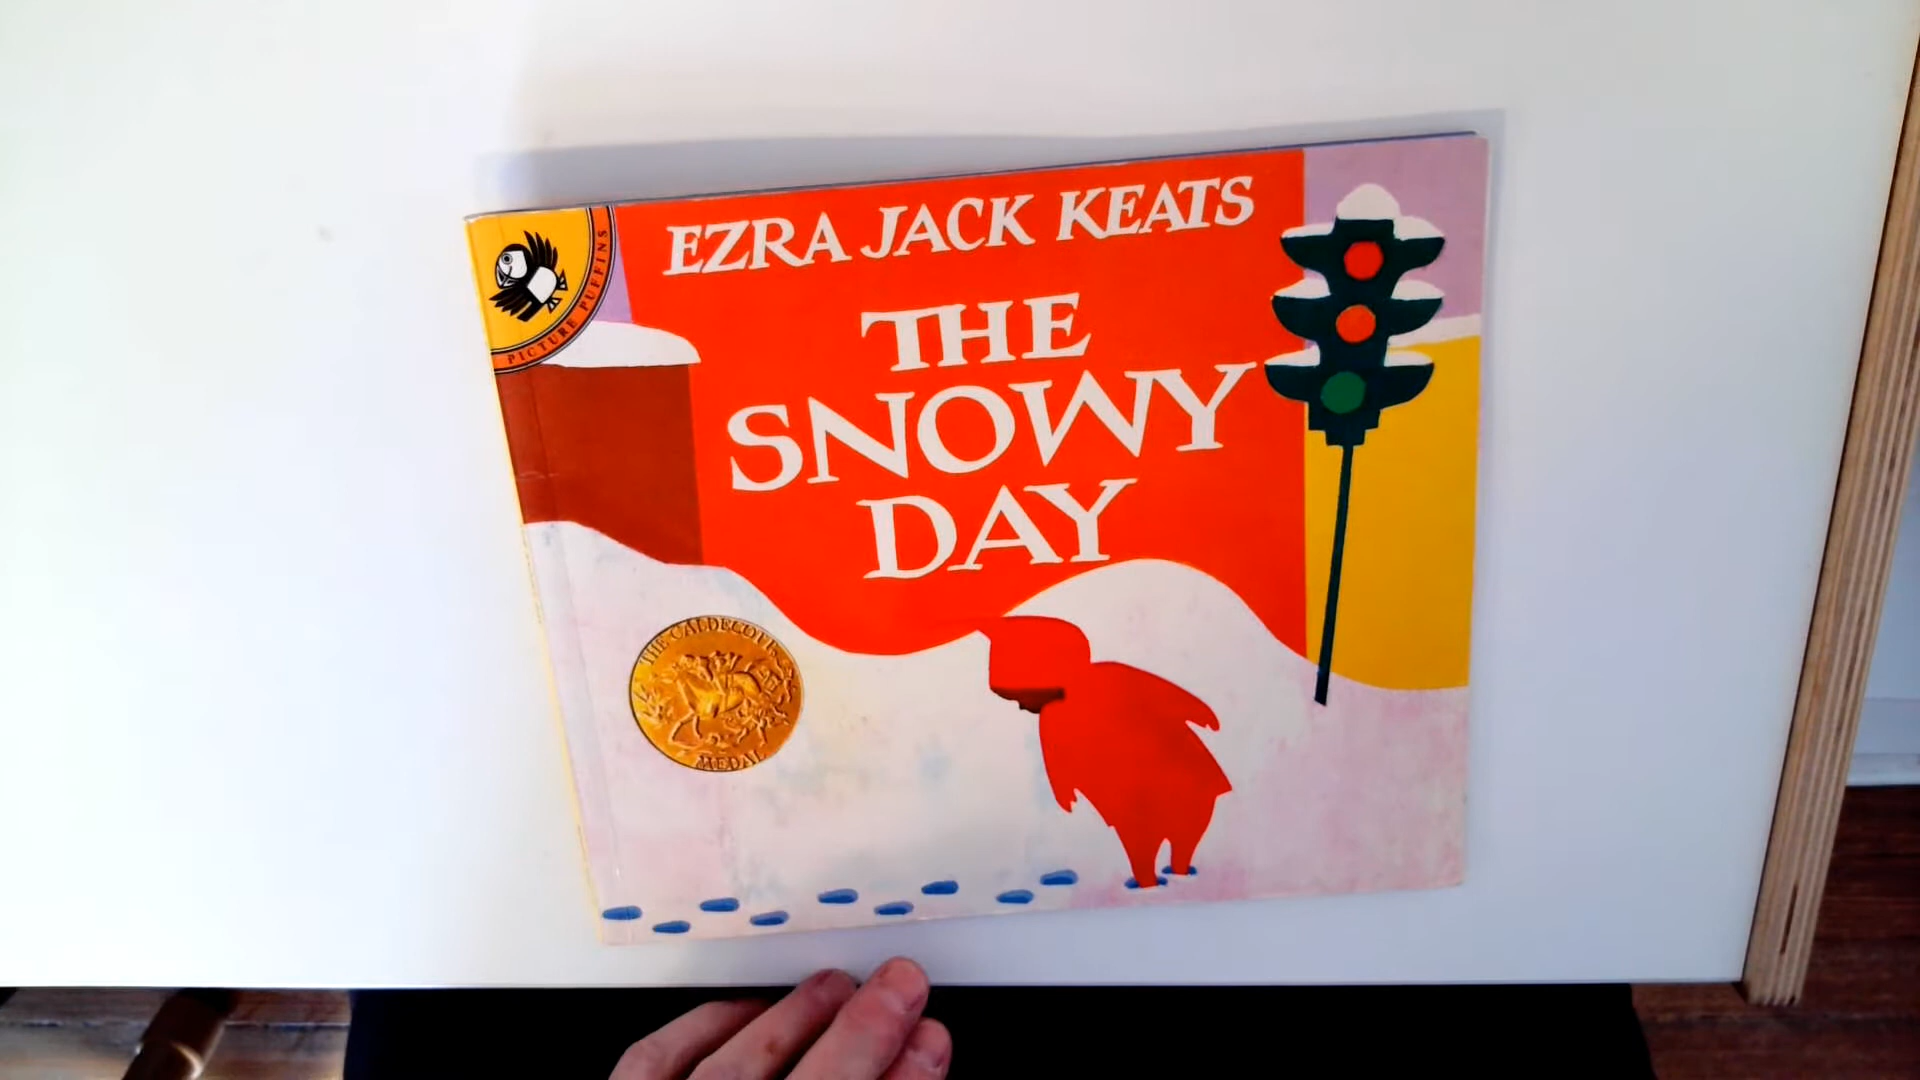 EZRA JACK KEATS
THE
SNOWY
DAY
PICTURE PUFFINS
THE CALDECOTT
MEDAL